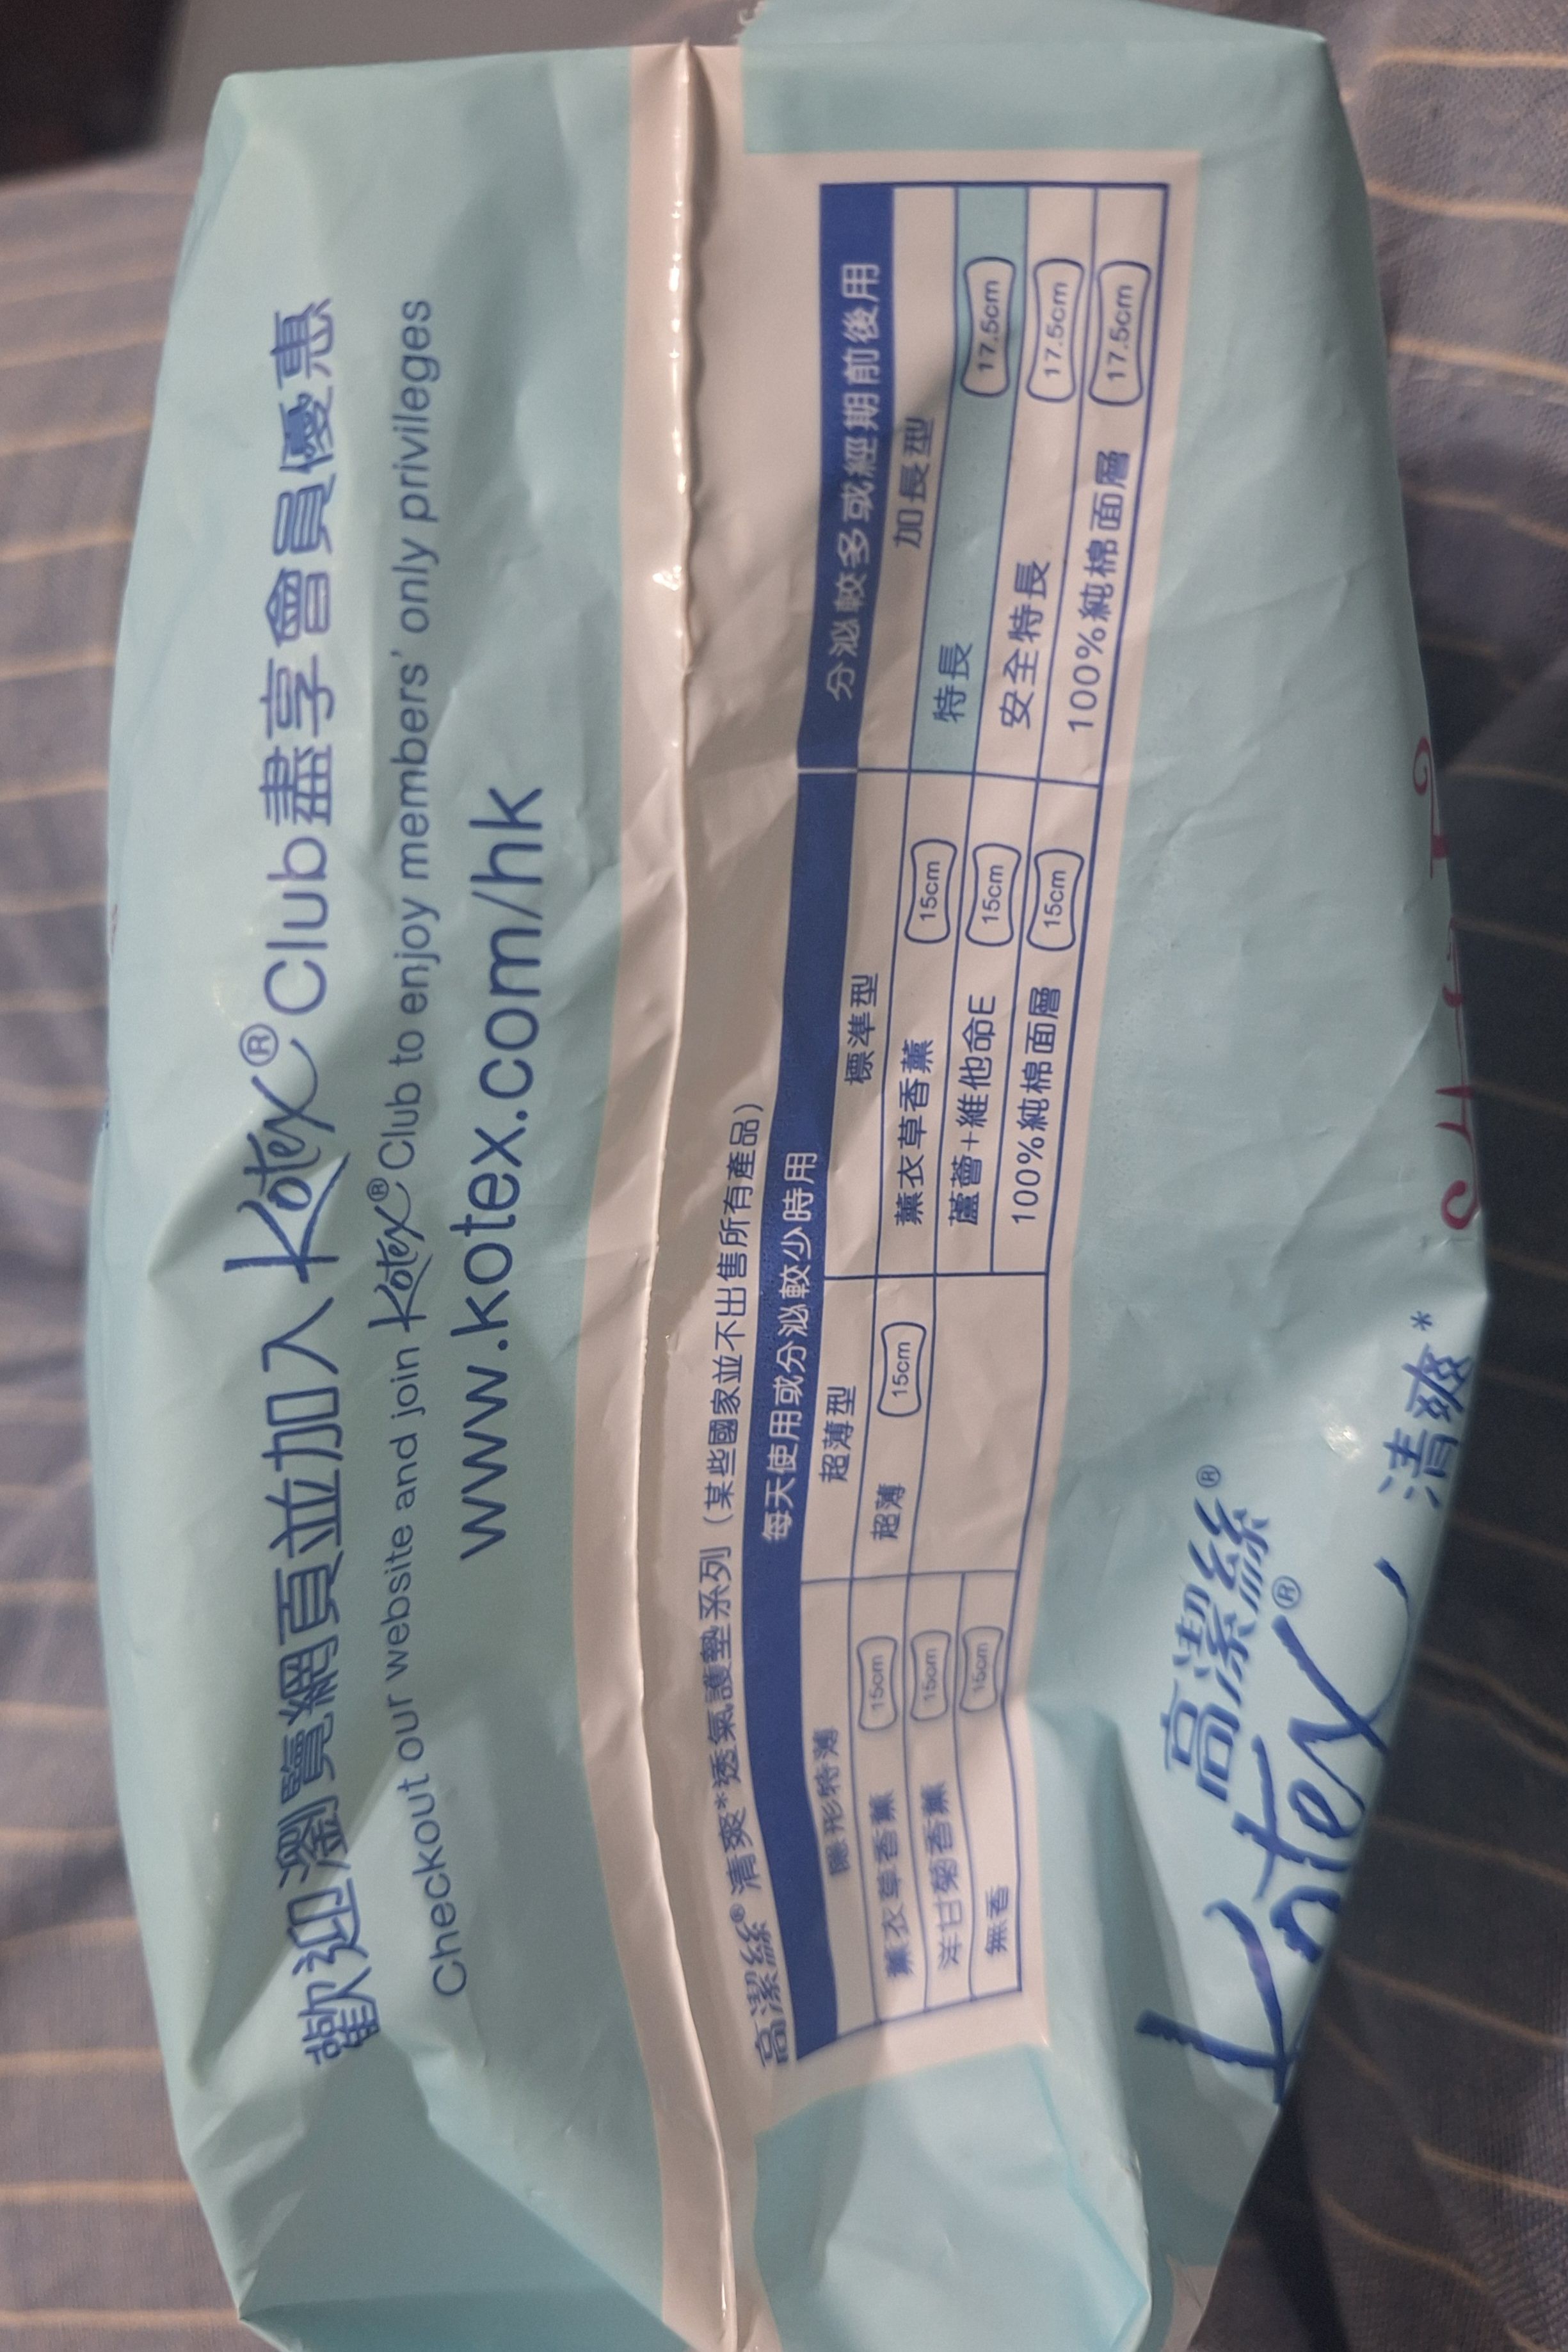 歡迎瀏覽網頁並加入Kotex®Club盡享會員優惠
Checkout our website and join Kotex®Club to enjoy members' only privileges
www.kotex.com/hk
高潔絲®清爽*透氣護墊系列（某些國家並不出售所有產品）
每天使用或分泌較少時用 分泌較多或經期前後用
隱形特薄 超薄型 標準型 加長型
薰衣草香薰 15cm 超薄 15cm 薰衣草香薰 15cm 特長 17.5cm
洋甘菊香薰 15cm 蘆薈+維他命E 15cm 安全特長 17.5cm
無香 15cm 100%純棉面層 15cm 100%純棉面層 17.5cm
高潔絲®
Kotex® 清爽*